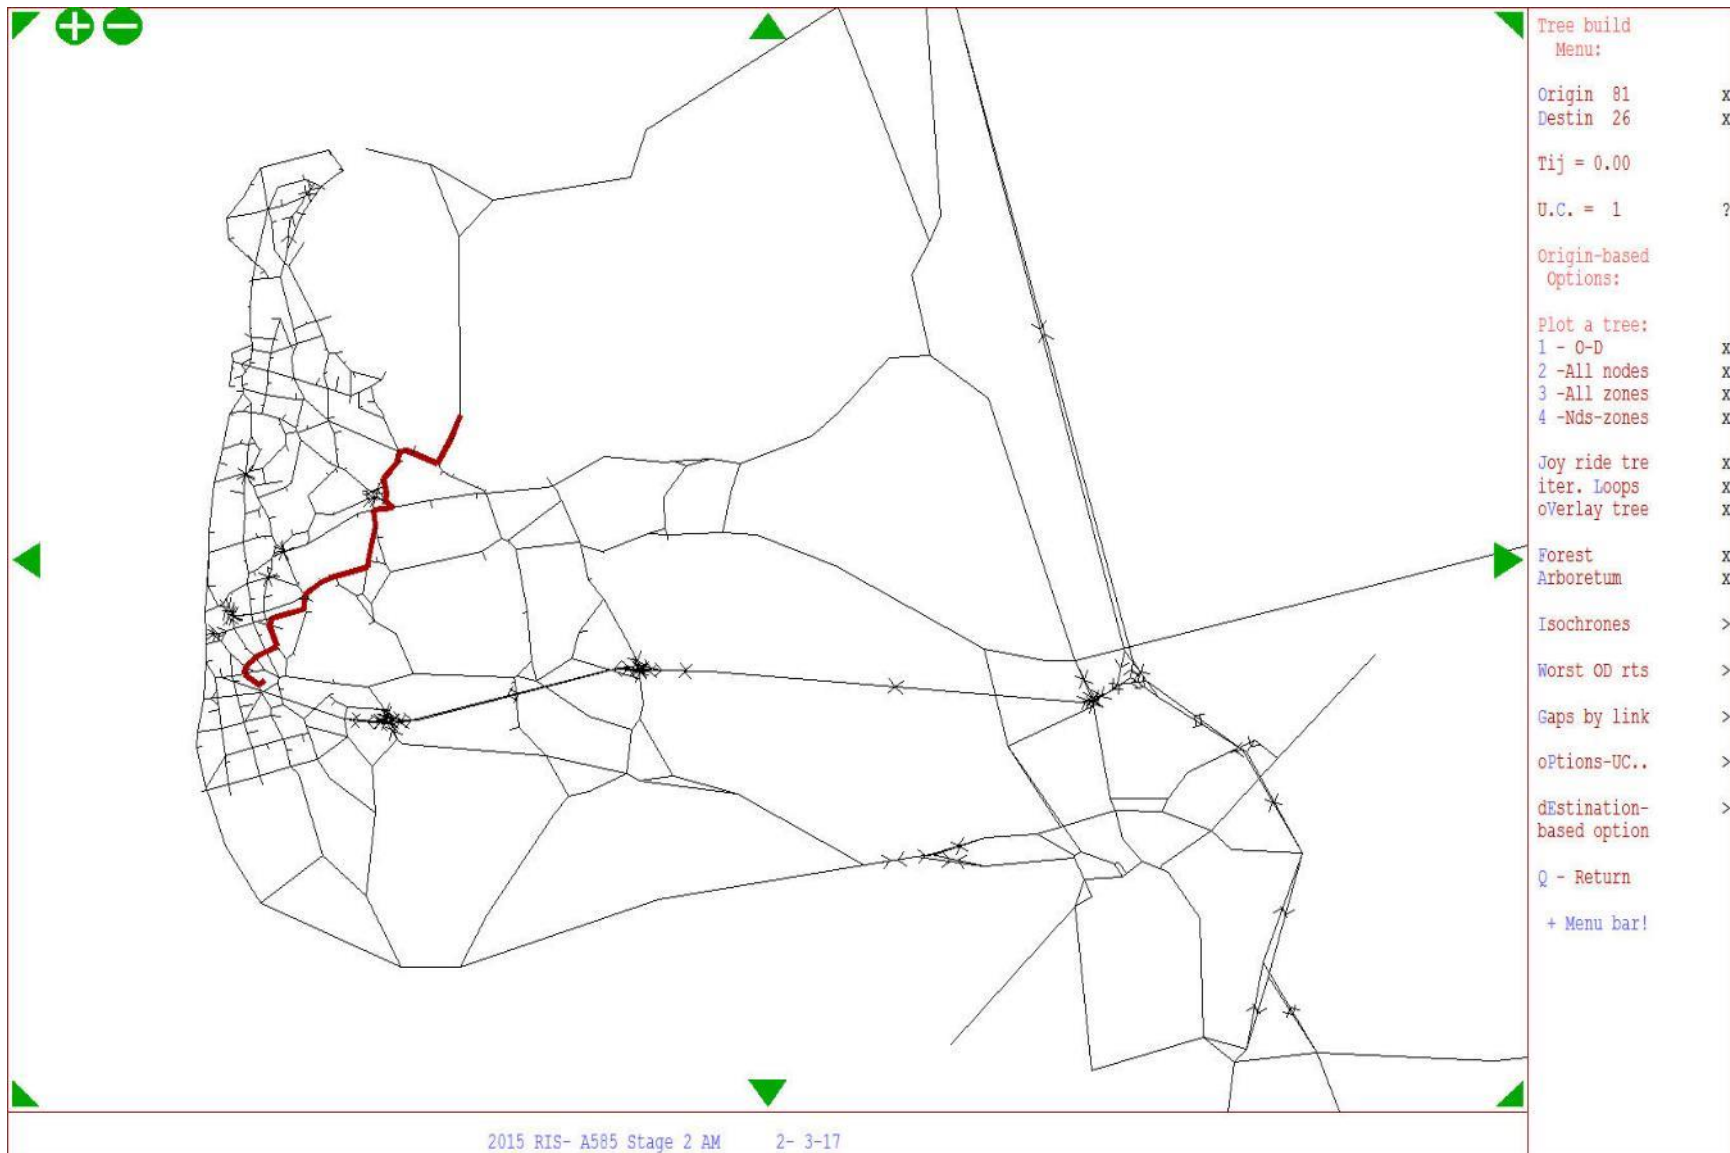 Tree build
Menu:
Origin 81 x
Destin 26 x
Tij = 0.00
U.C. = 1 ?
Origin-based
Options:
Plot a tree:
1 - O-D x
2 -All nodes x
3 -All zones x
4 -Nds-zones x
Joy ride tre x
iter. Loops x
oVerlay tree x
Forest x
Arboretum x
Isochrones >
Worst OD rts >
Gaps by link >
oPtions-UC.. >
dEstination- >
based option
Q - Return
+ Menu bar!
2015 RIS- A585 Stage 2 AM 2- 3-17